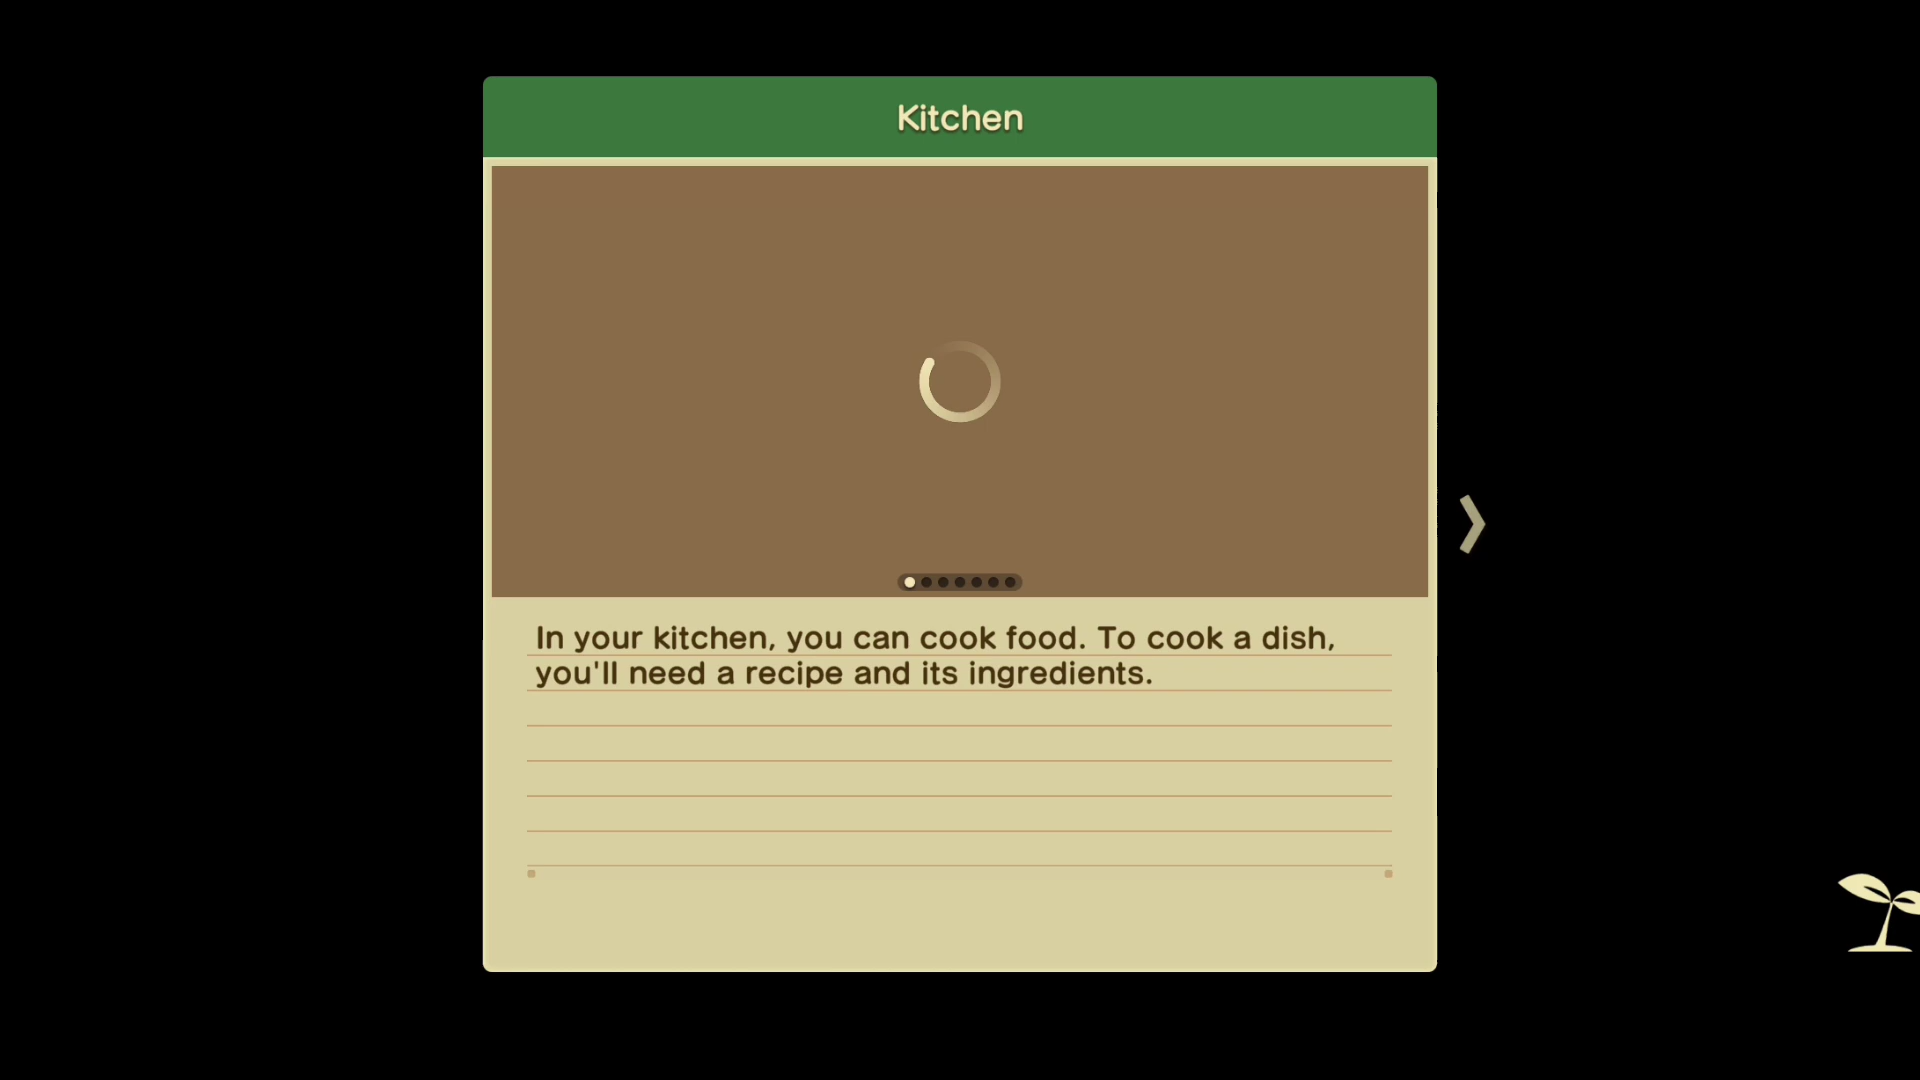 Kitchen
In your kitchen, you can cook food. To cook a dish,
you'll need a recipe and its ingredients.